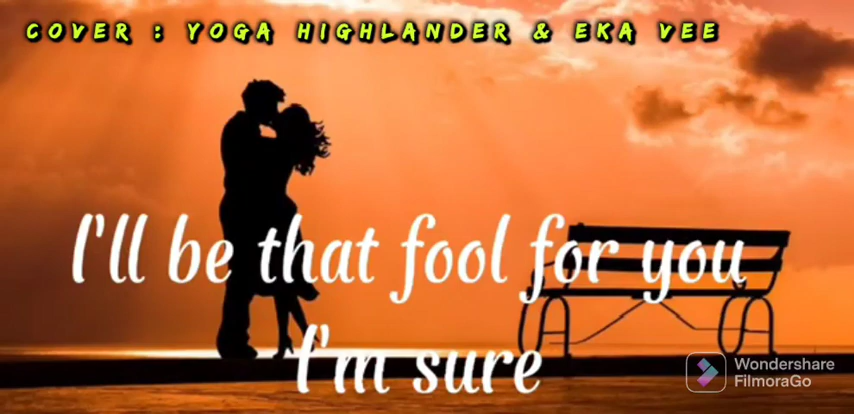 COVER : YOGA HIGHLANDER & EKA VEE
I'll be that fool for you
I'm sure
Wondershare
FilmoraGo